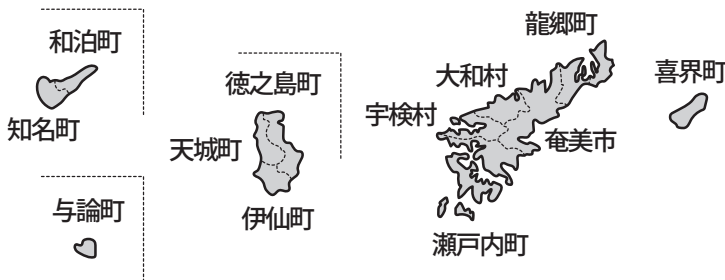 龍郷町
和泊町
大和村
喜界町
徳之島町
宇検村
知名町
天城町
奄美市
与論町
伊仙町
瀬戸内町